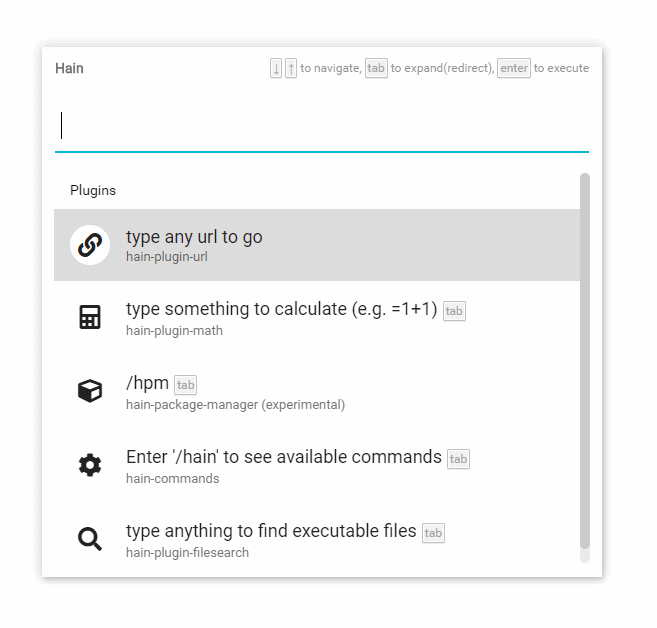 Hain
↓ ↑ to navigate, tab to expand(redirect), enter to execute
Plugins
type any url to go
hain-plugin-url
type something to calculate (e.g. =1+1) tab
hain-plugin-math
/hpm tab
hain-package-manager (experimental)
Enter '/hain' to see available commands tab
hain-commands
type anything to find executable files tab
hain-plugin-filesearch